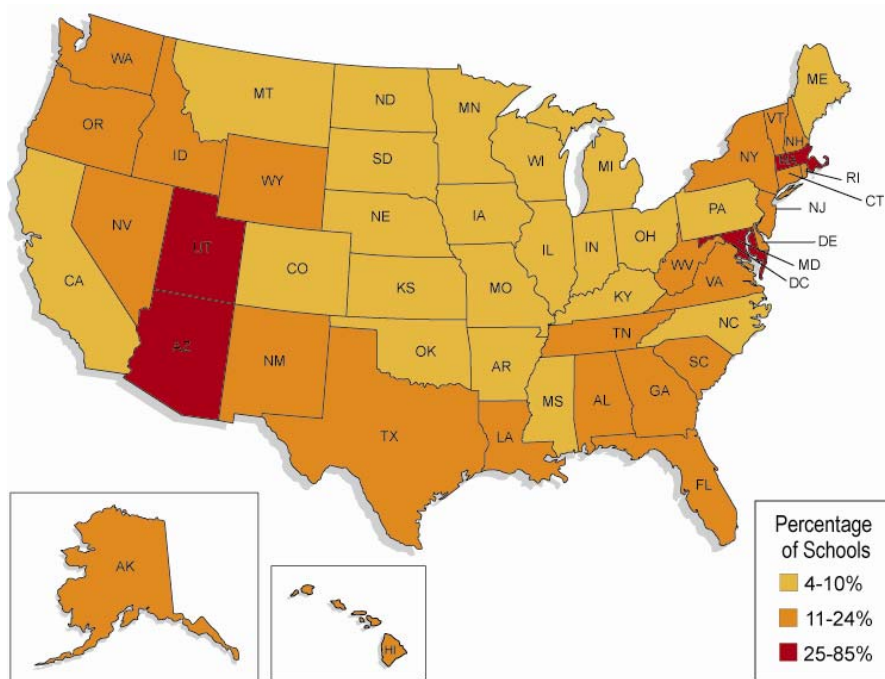 WA
MT
ND
MN
ME
OR
ID
WY
SD
WI
MI
NY
VT
NH
RI
CT
NJ
NV
UT
CO
NE
IA
IL
IN
OH
PA
DE
MD
DC
CA
KS
MO
KY
WV
VA
AZ
NM
OK
AR
TN
NC
SC
TX
LA
MS
AL
GA
FL
AK
HI
Percentage
of Schools
4-10%
11-24%
25-85%